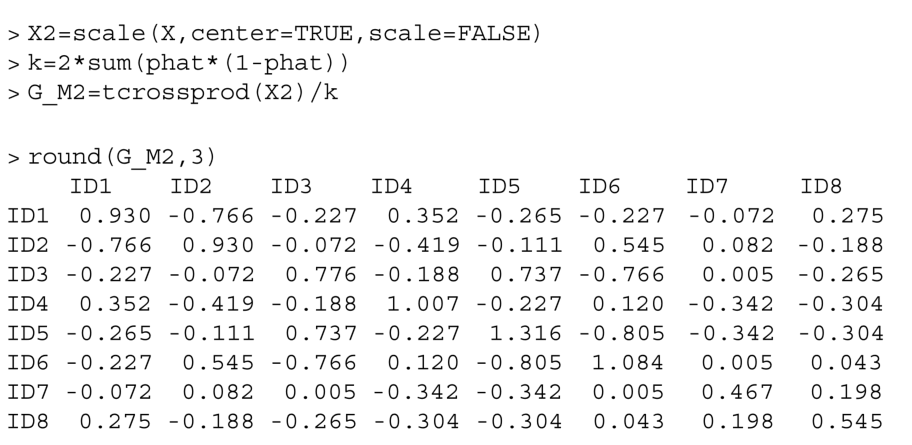 > X2=scale(X,center=TRUE,scale=FALSE)
> k=2*sum(phat*(1-phat))
> G_M2=tcrossprod(X2)/k
> round(G_M2,3)
ID1 ID2 ID3 ID4 ID5 ID6 ID7 ID8
ID1 0.930 -0.766 -0.227 0.352 -0.265 -0.227 -0.072 0.275
ID2 -0.766 0.930 -0.072 -0.419 -0.111 0.545 0.082 -0.188
ID3 -0.227 -0.072 0.776 -0.188 0.737 -0.766 0.005 -0.265
ID4 0.352 -0.419 -0.188 1.007 -0.227 0.120 -0.342 -0.304
ID5 -0.265 -0.111 0.737 -0.227 1.316 -0.805 -0.342 -0.304
ID6 -0.227 0.545 -0.766 0.120 -0.805 1.084 0.005 0.043
ID7 -0.072 0.082 0.005 -0.342 -0.342 0.005 0.467 0.198
ID8 0.275 -0.188 -0.265 -0.304 -0.304 0.043 0.198 0.545